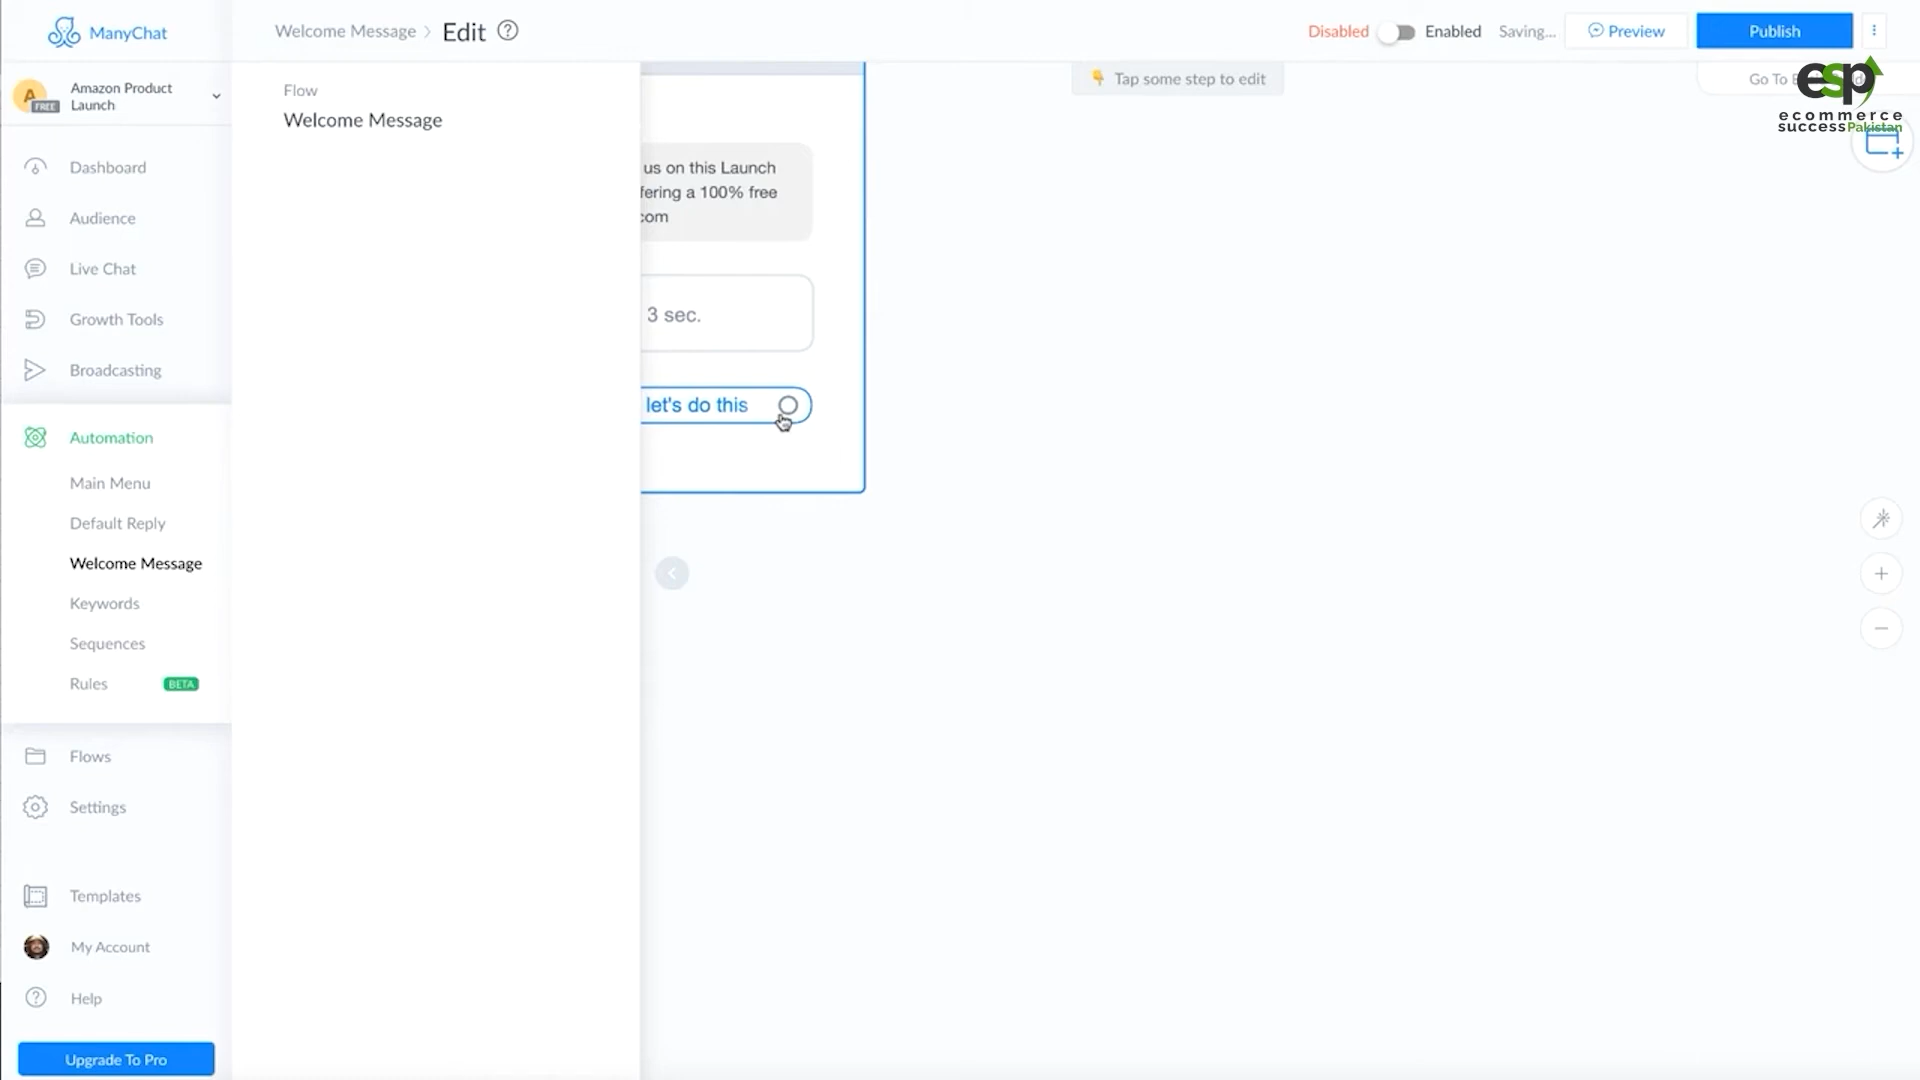 ManyChat
Welcome Message
Edit
Disabled
Enabled
Saving...
Preview
Publish
A
FREE
Amazon Product
Launch
Flow
Welcome Message
Tap some step to edit
Go To
esp
ecommerce
successPakistan
Dashboard
Audience
Live Chat
Growth Tools
Broadcasting
us on this Launch
fering a 100% free
com
3 sec.
let's do this
Automation
Main Menu
Default Reply
Welcome Message
Keywords
Sequences
Rules
BETA
Flows
Settings
Templates
My Account
Help
Upgrade To Pro